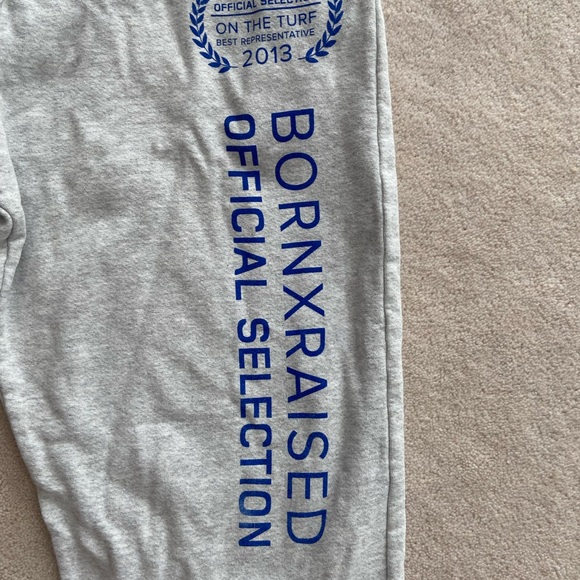 OFFICIAL SELECTION
ON THE TURF
BEST REPRESENTATIVE
2013
BORNXRAISED
OFFICIAL SELECTION